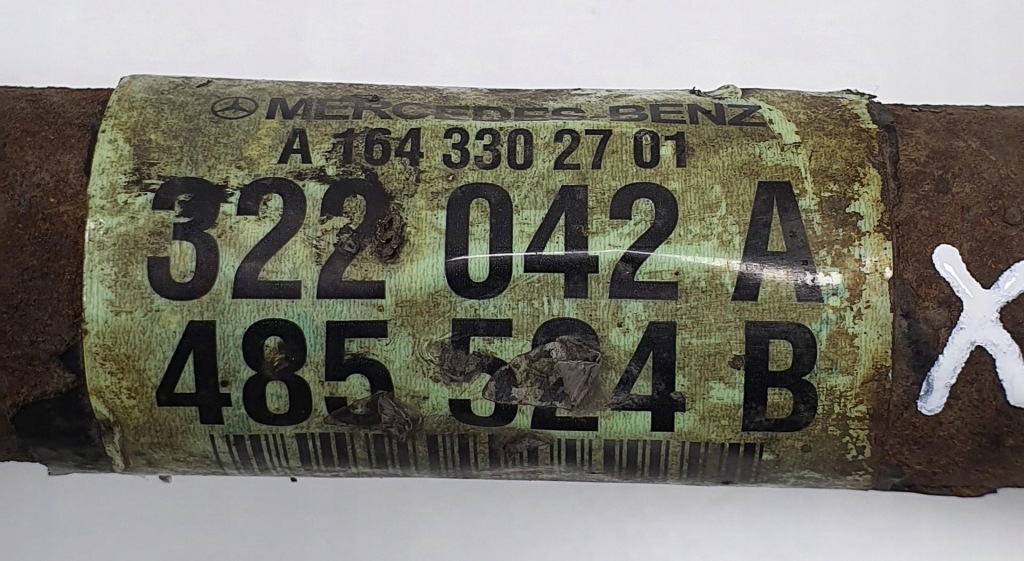 MERCEDES-BENZ
A 164 330 27 01
322 042 A
485 524 B
X